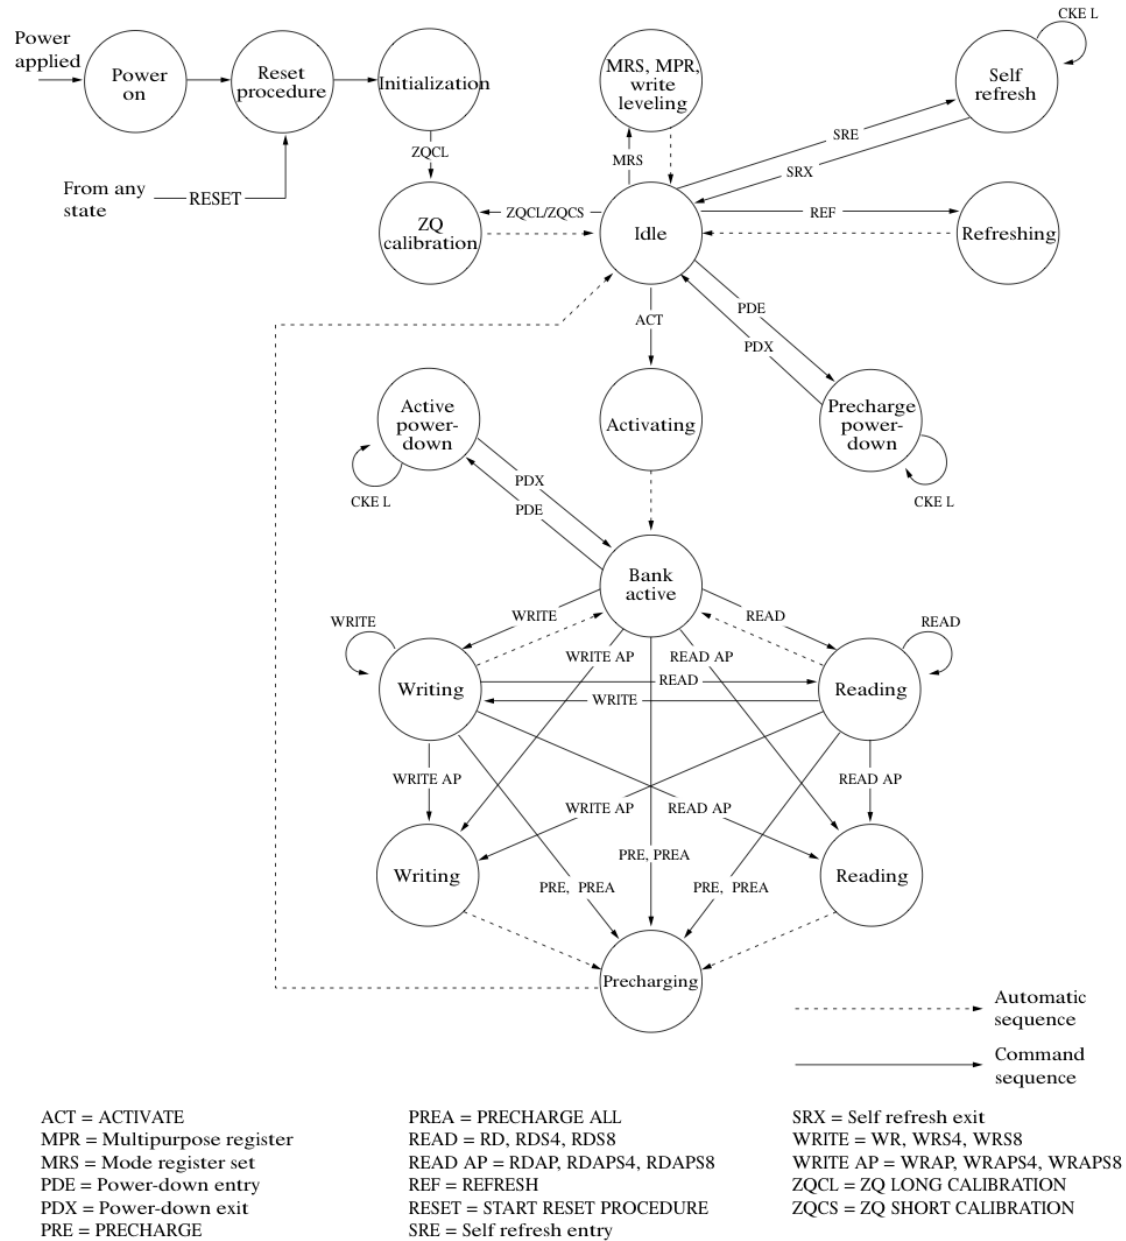 Power
applied
Power
on
Reset
procedure
Initialization
MRS, MPR,
write
leveling
Self
refresh
CKE L
ZQCL
MRS
SRE
SRX
From any
state
RESET
ZQ
calibration
ZQCL/ZQCS
Idle
REF
Refreshing
ACT
PDE
PDX
Active
power-
down
Activating
Precharge
power-
down
CKE L
PDX
PDE
CKE L
Bank
active
WRITE
WRITE
READ
READ
WRITE AP
READ AP
Writing
READ
WRITE
Reading
WRITE AP
READ AP
WRITE AP
READ AP
Writing
PRE, PREA
PRE, PREA
PRE, PREA
Reading
Precharging
Automatic
sequence
Command
sequence
ACT = ACTIVATE
MPR = Multipurpose register
MRS = Mode register set
PDE = Power-down entry
PDX = Power-down exit
PRE = PRECHARGE
PREA = PRECHARGE ALL
READ = RD, RDS4, RDS8
READ AP = RDAP, RDAPS4, RDAPS8
REF = REFRESH
RESET = START RESET PROCEDURE
SRE = Self refresh entry
SRX = Self refresh exit
WRITE = WR, WRS4, WRS8
WRITE AP = WRAP, WRAPS4, WRAPS8
ZQCL = ZQ LONG CALIBRATION
ZQCS = ZQ SHORT CALIBRATION